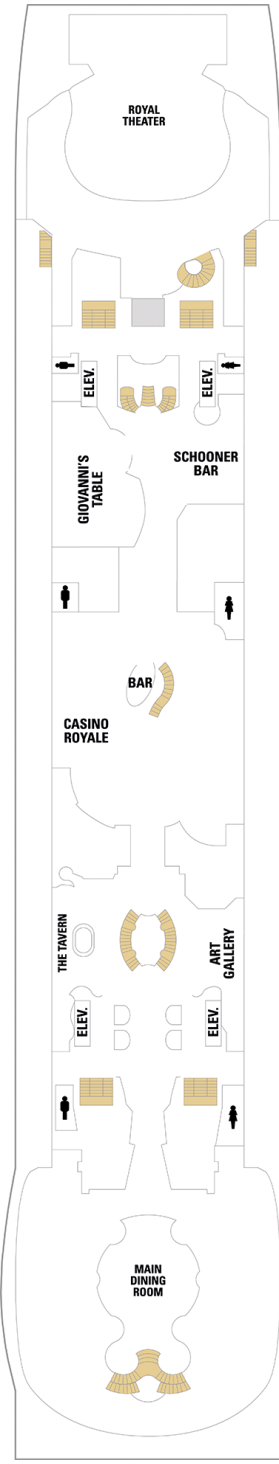 ROYAL
THEATER
ELEV.
ELEV.
GIOVANNI'S
TABLE
SCHOONER
BAR
BAR
CASINO
ROYALE
THE TAVERN
ART
GALLERY
ELEV.
ELEV.
MAIN
DINING
ROOM